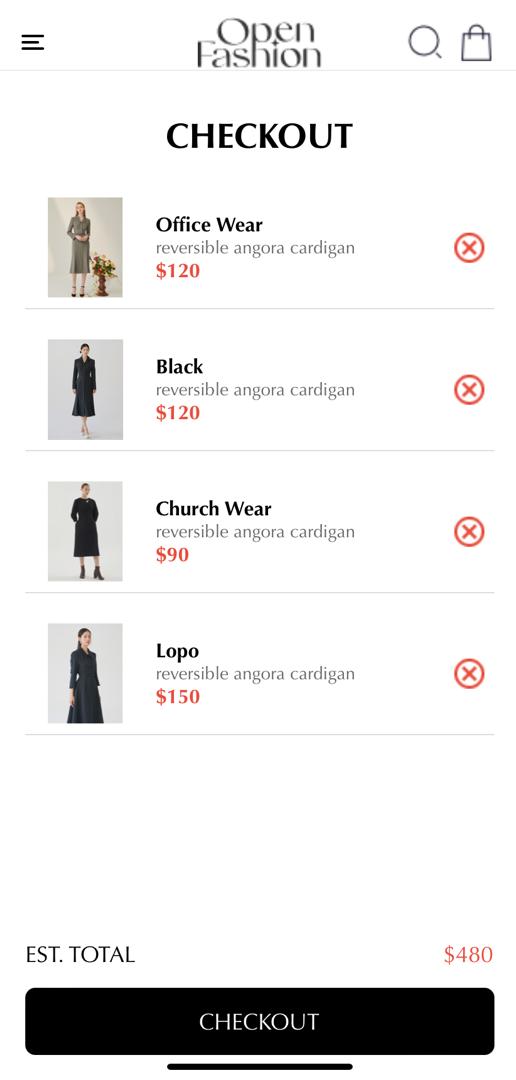 Open
Fashion
CHECKOUT
Office Wear
reversible angora cardigan
$120
Black
reversible angora cardigan
$120
Church Wear
reversible angora cardigan
$90
Lopo
reversible angora cardigan
$150
EST. TOTAL $480
CHECKOUT